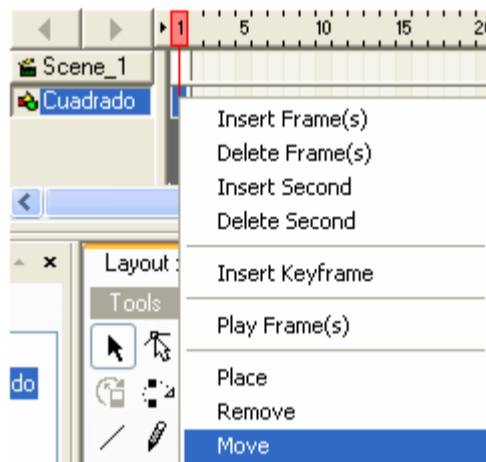 1 5 10 15 20
Scene_1
Cuadrado
Insert Frame(s)
Delete Frame(s)
Insert Second
Delete Second
Insert Keyframe
Layout
Play Frame(s)
Tools
Place
do
Remove
Move